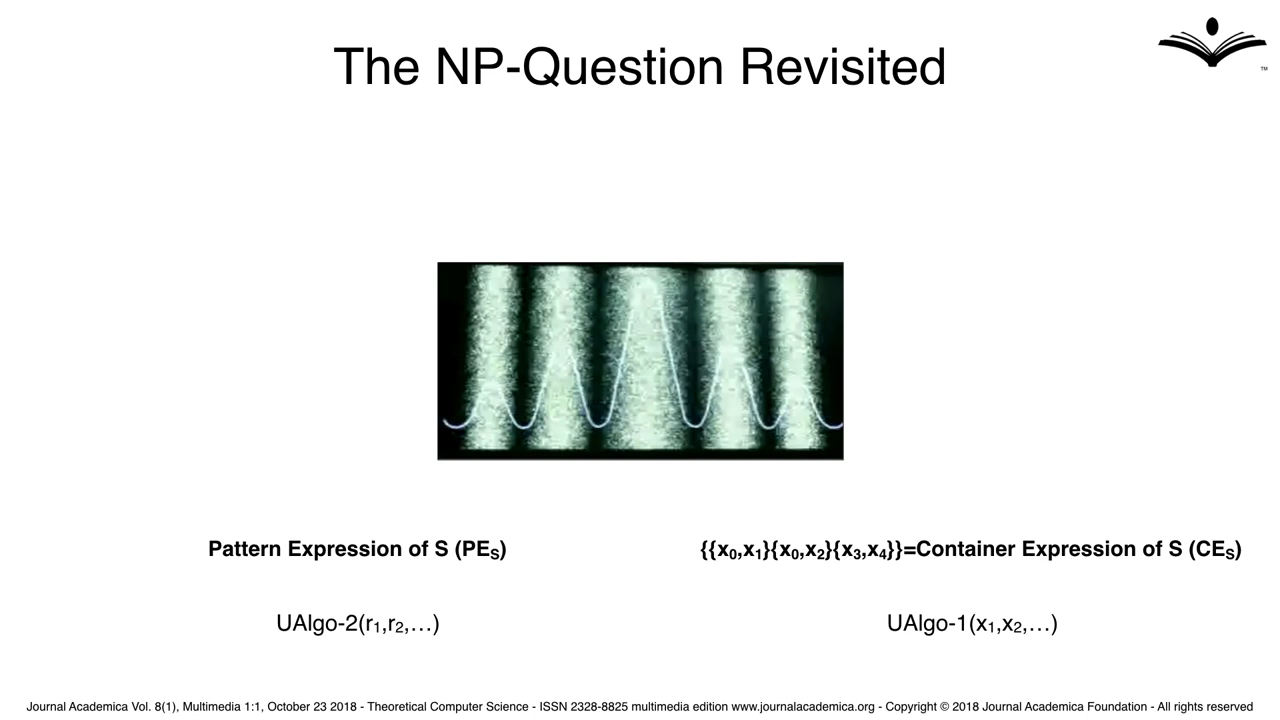 The NP-Question Revisited
TM
Pattern Expression of S (PEₛ)
{{x₀,x₁}{x₀,x₂}{x₃,x₄}}=Container Expression of S (CEₛ)
UAlgo-2(r₁,r₂,…)
UAlgo-1(x₁,x₂,…)
Journal Academica Vol. 8(1), Multimedia 1:1, October 23 2018 - Theoretical Computer Science - ISSN 2328-8825 multimedia edition www.journalacademica.org - Copyright © 2018 Journal Academica Foundation - All rights reserved